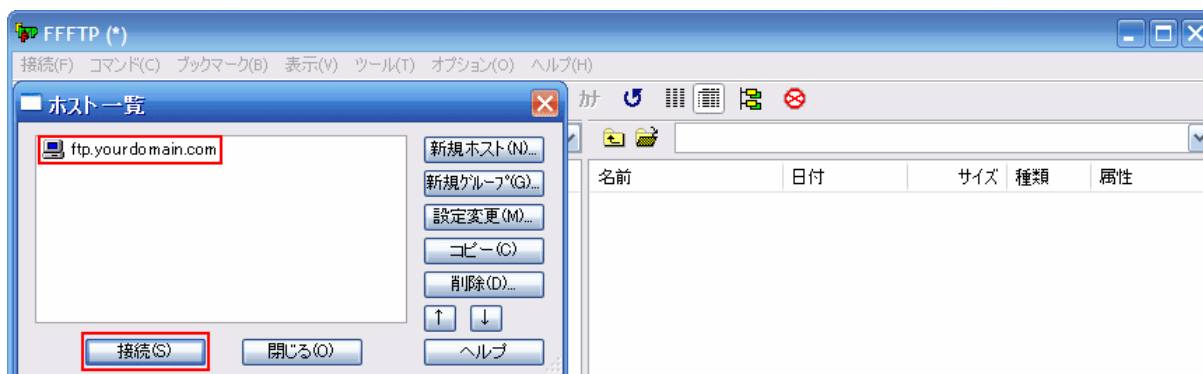 FFFTP (*)
接続(F) コマンド(C) ブックマーク(B) 表示(V) ツール(T) オプション(O) ヘルプ(H)
ホスト一覧
ftp.yourdomain.com
新規ホスト(N)...
新規グループ(G)...
設定変更(M)...
コピー(C)
削除(D)...
↑ ↓
接続(S) 閉じる(O) ヘルプ
カナ
名前 日付 サイズ 種類 属性